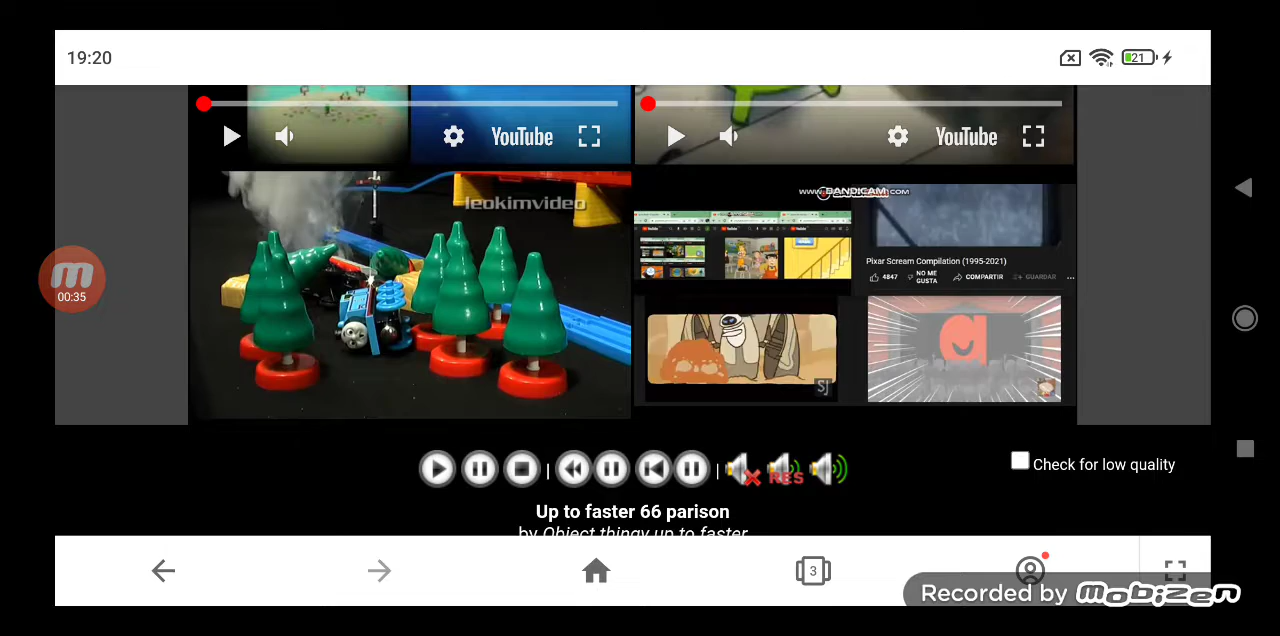 19:20
21
YouTube
YouTube
leokimvideo
WWW.BANDICAM.COM
Pixar Scream Compilation (1995-2021)
4847 NO ME GUSTA COMPARTIR GUARDAR ...
00:35
SJ
RES
Check for low quality
Up to faster 66 parison
by Object thingy up to faster
3
Recorded by mobizen